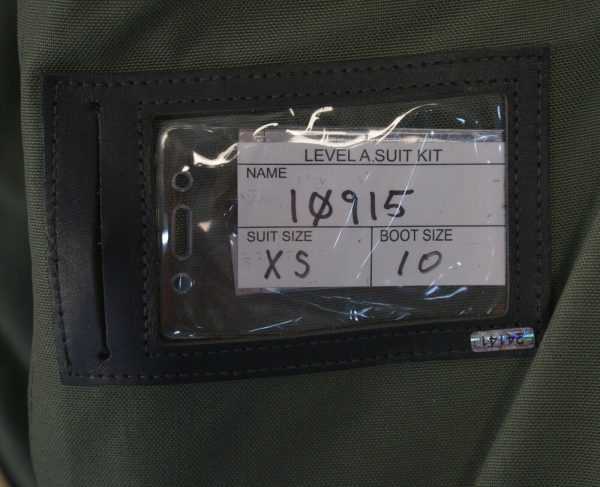 LEVEL A SUIT KIT
NAME
10915
SUIT SIZE
XS
BOOT SIZE
10